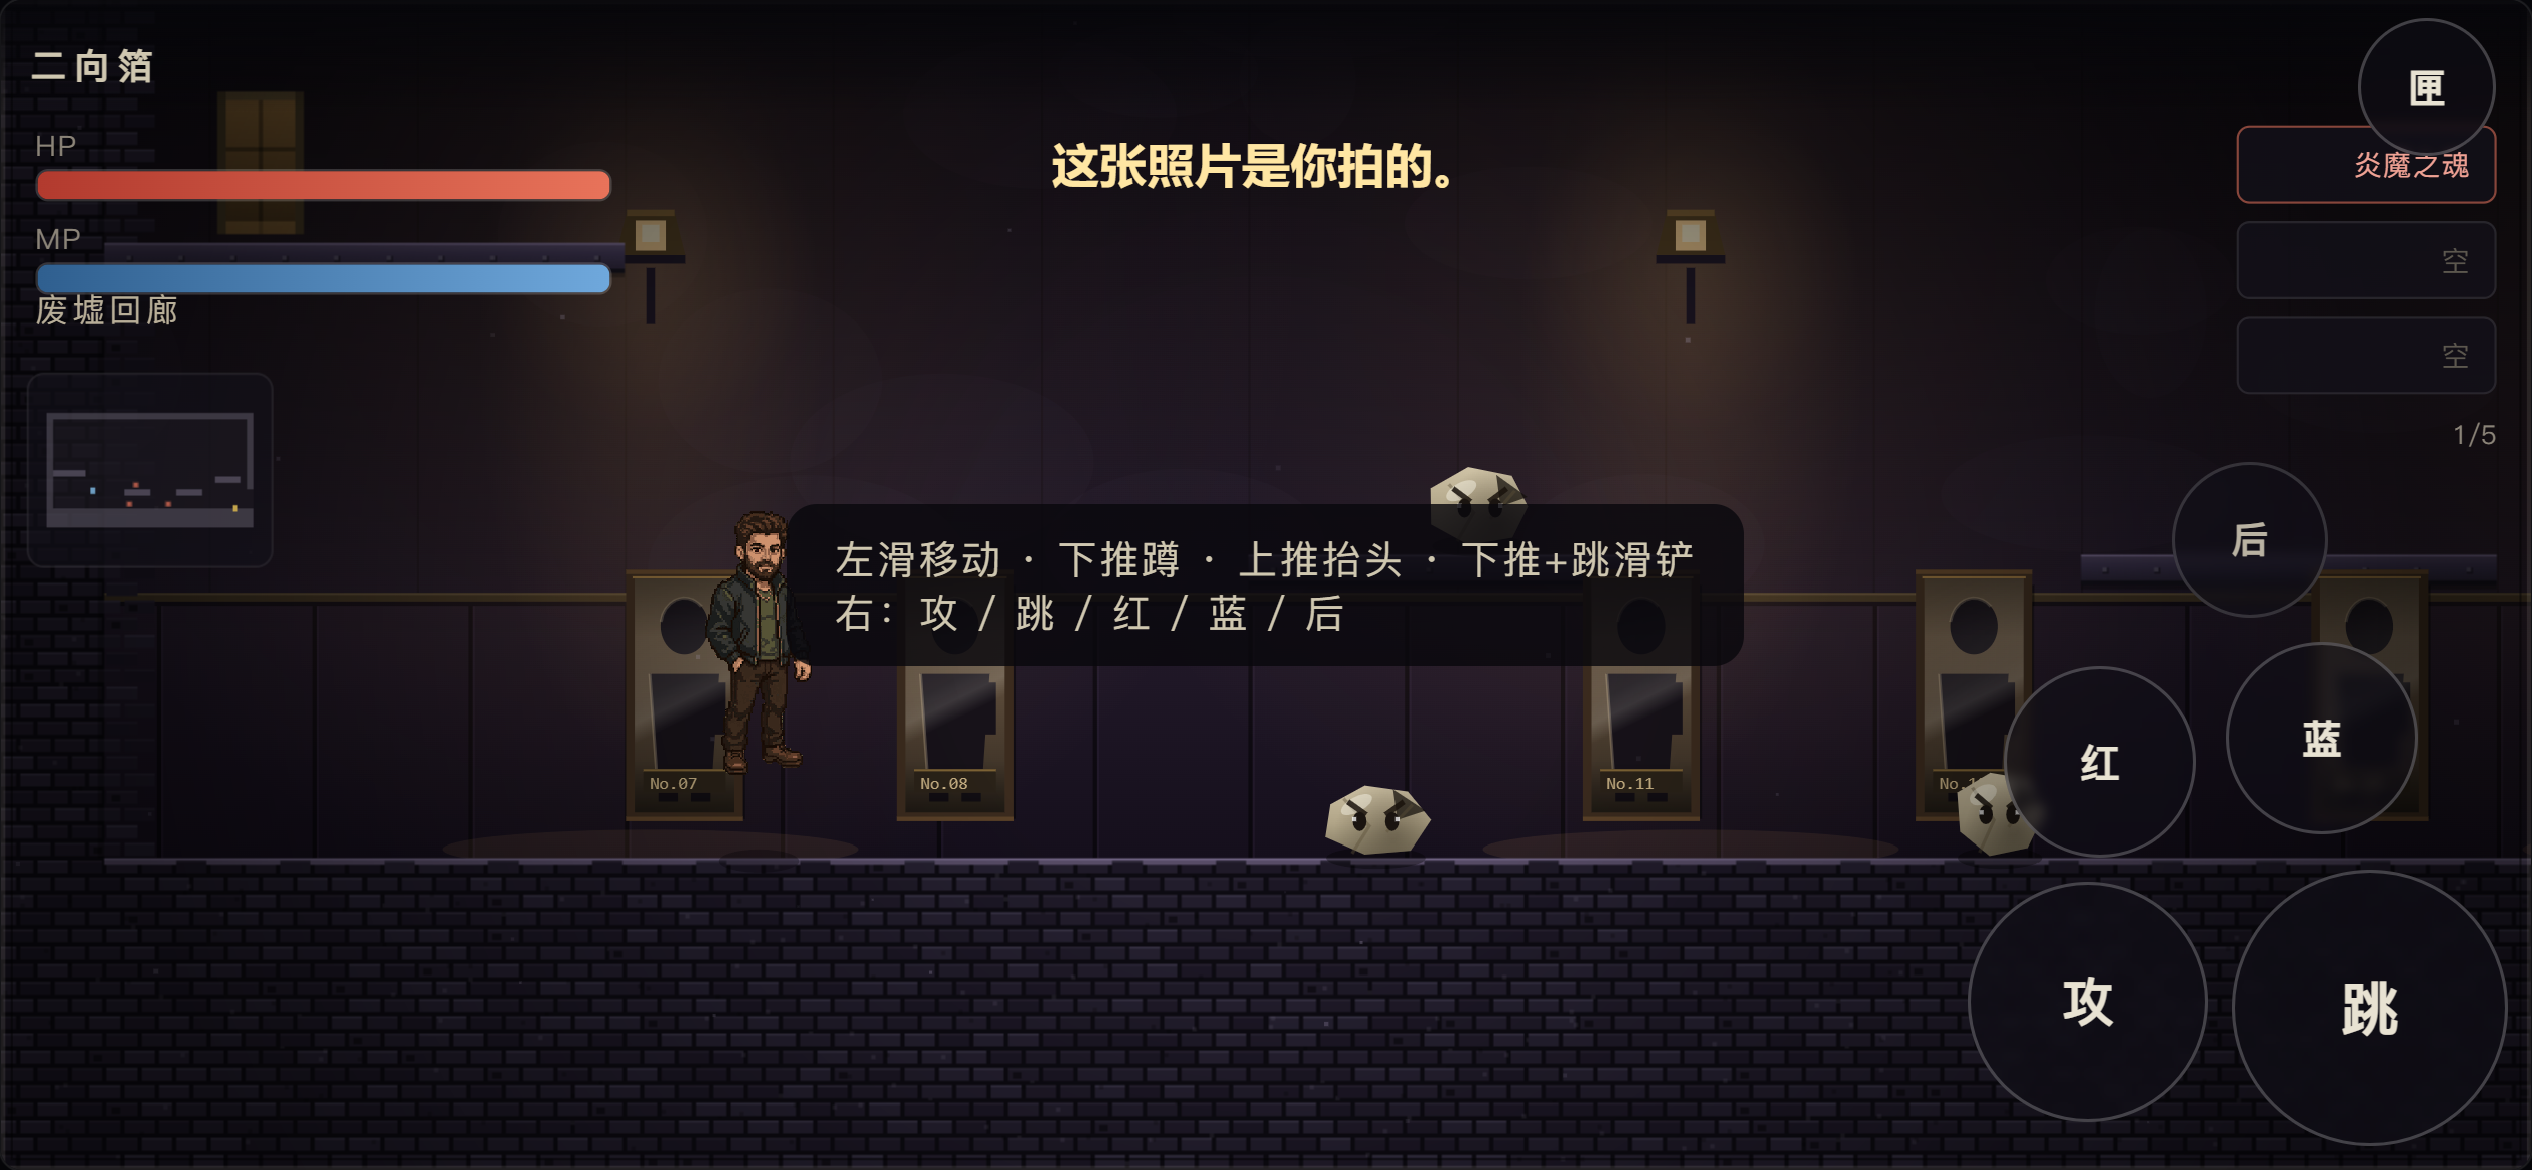 二向箔
匣
HP
这张照片是你拍的。
炎魔之魂
MP
空
废墟回廊
空
1/5
后
左滑移动 · 下推蹲 · 上推抬头 · 下推+跳滑铲
右：攻 / 跳 / 红 / 蓝 / 后
红
蓝
No.07
No.08
No.11
攻
跳